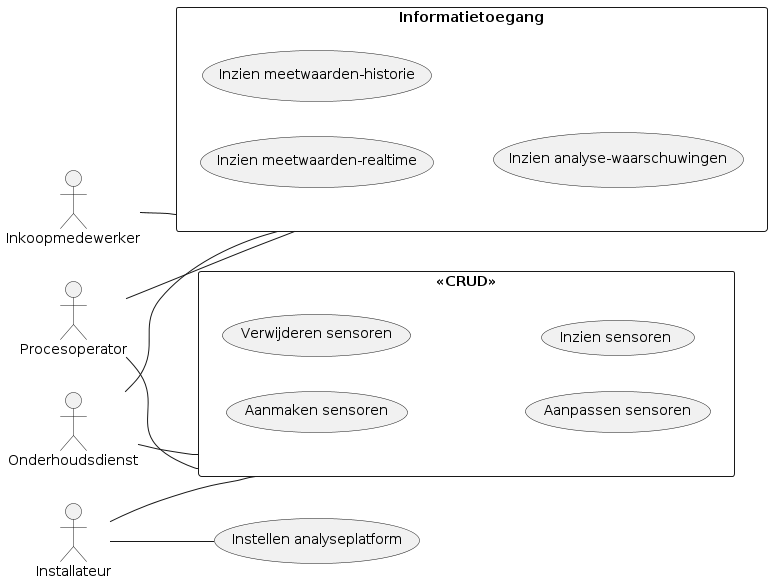 Informatietoegang
Inzien meetwaarden-historie
Inzien meetwaarden-realtime
Inzien analyse-waarschuwingen
Inkoopmedewerker
«CRUD»
Verwijderen sensoren
Inzien sensoren
Procesoperator
Aanmaken sensoren
Aanpassen sensoren
Onderhoudsdienst
Instellen analyseplatform
Installateur